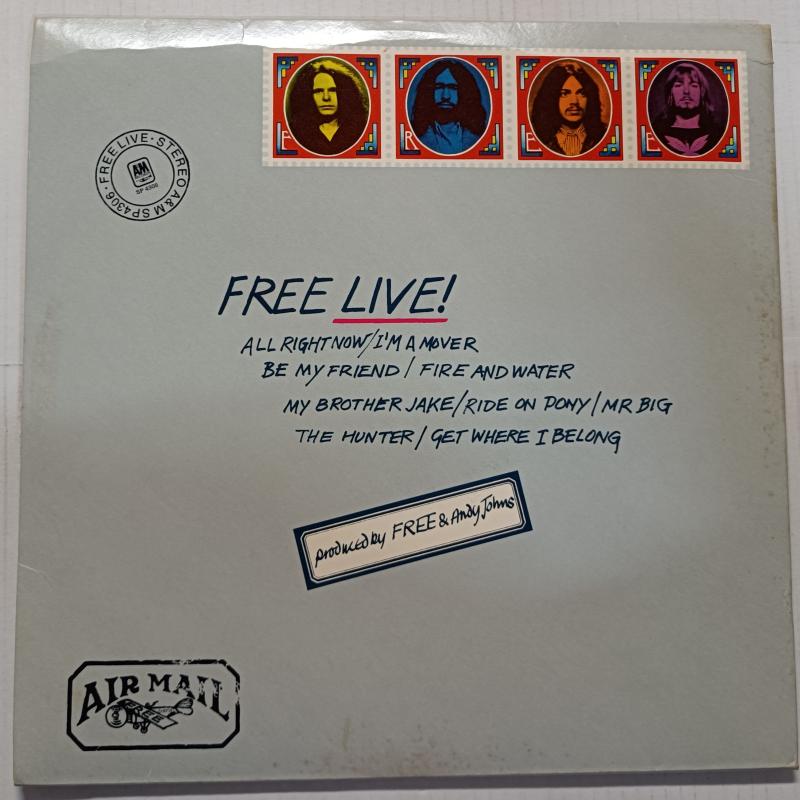 F R E E
FREE LIVE · STEREO A&M SP4306 ·
A&M
SP 4306
FREE LIVE!
ALL RIGHT NOW/I'M A MOVER
BE MY FRIEND / FIRE AND WATER
MY BROTHER JAKE/RIDE ON PONY/MR BIG
THE HUNTER/GET WHERE I BELONG
produced by FREE & Andy Johns
AIR MAIL